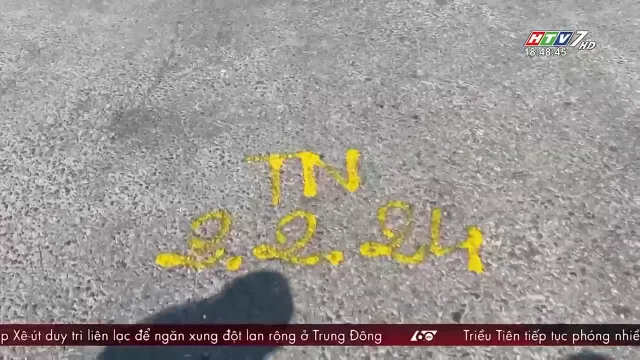 HTV7 HD
18:48:45
TN
2.2.24
p Xê-út duy trì liên lạc để ngăn xung đột lan rộng ở Trung Đông 60 Triều Tiên tiếp tục phóng nhiề